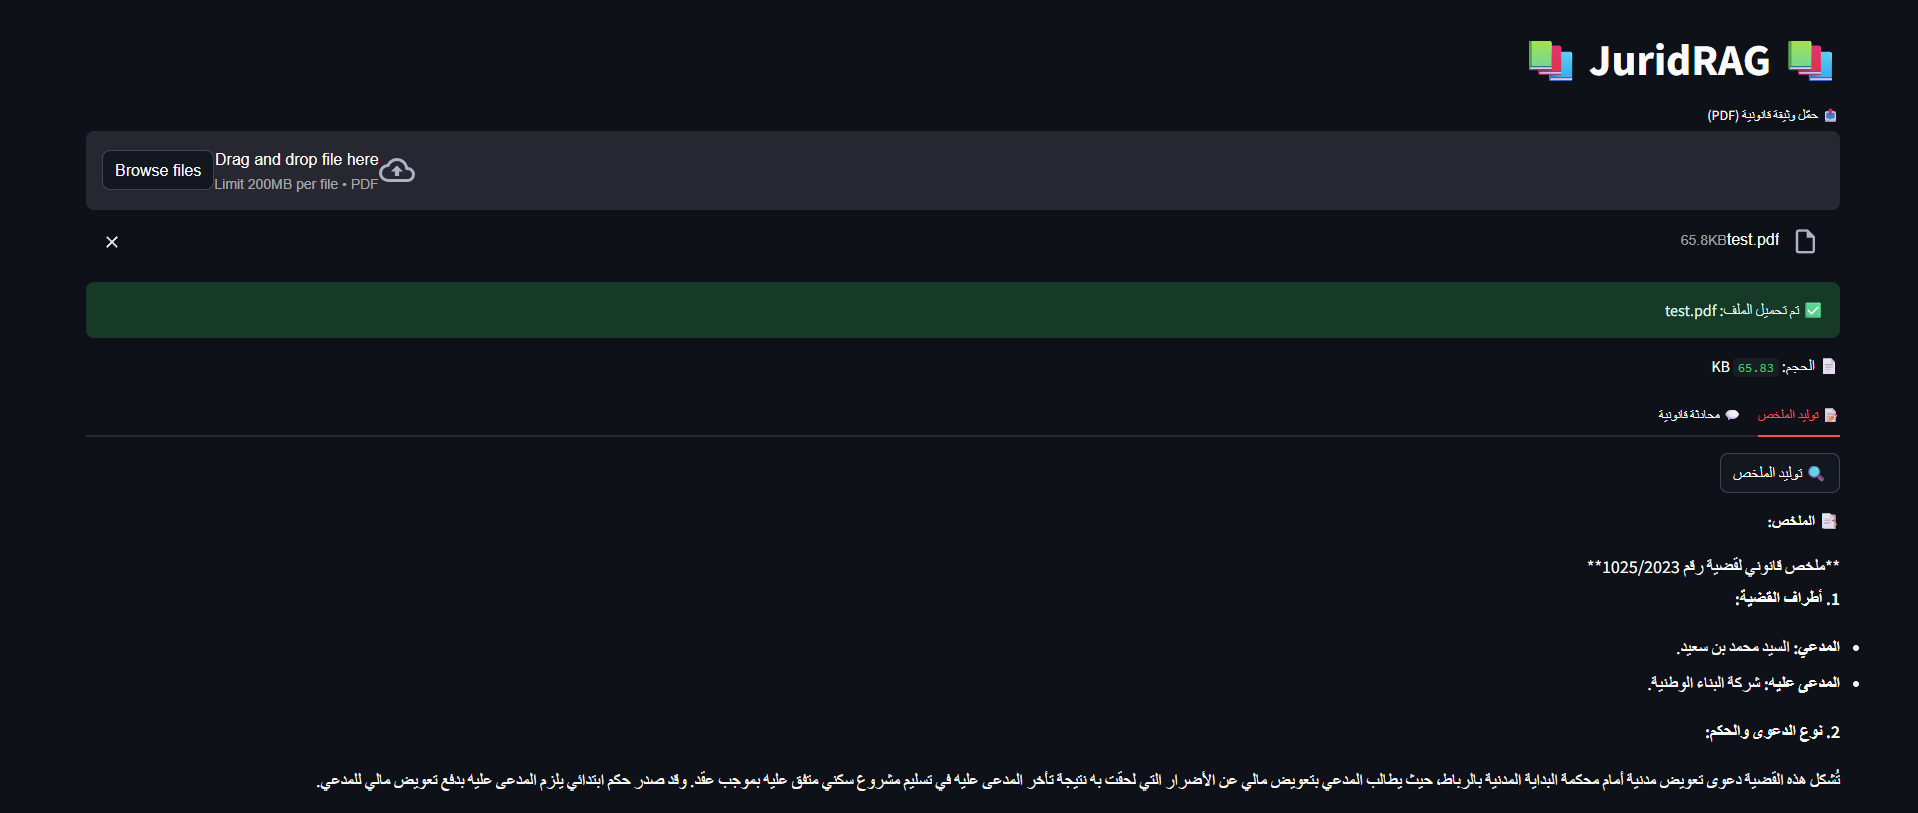 📚 JuridRAG 📚
📤 حمّل وثيقة قانونية (PDF)
Browse files
Drag and drop file here
Limit 200MB per file • PDF
test.pdf
65.8KB
✅ تم تحميل الملف: test.pdf
📄 الحجم: 65.83 KB
📝 توليد الملخص
💬 محادثة قانونية
🔍 توليد الملخص
📑 الملخص:
**ملخص قانوني لقضية رقم 1025/2023**
1. أطراف القضية:
• المدعي: السيد محمد بن سعيد.
• المدعى عليه: شركة البناء الوطنية.
2. نوع الدعوى والحكم:
تُشكل هذه القضية دعوى تعويض مدنية أمام محكمة البداية المدنية بالرباط، حيث يطالب المدعي بتعويض مالي عن الأضرار التي لحقت به نتيجة تأخر المدعى عليه في تسليم مشروع سكني متفق عليه بموجب عقد. وقد صدر حكم ابتدائي يلزم المدعى عليه بدفع تعويض مالي للمدعي.